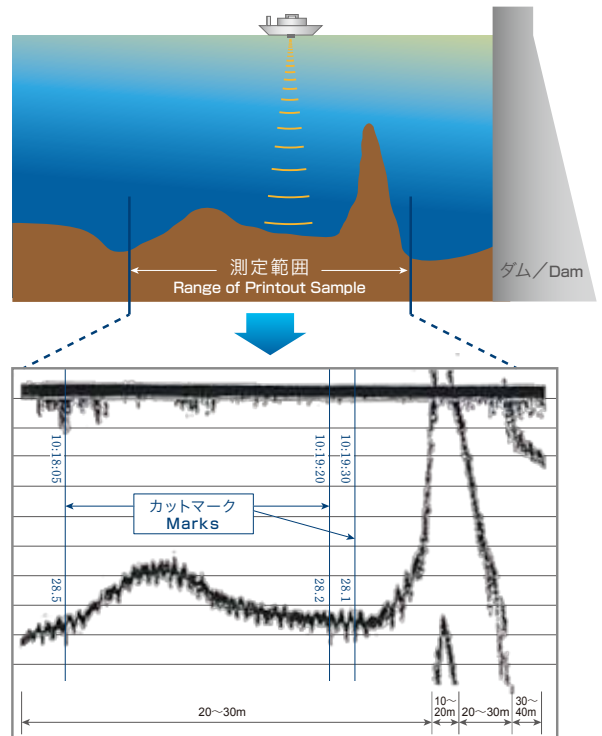 測定範囲
Range of Printout Sample
ダム／Dam
10:18:05
10:19:20
10:19:30
カットマーク
Marks
28.5
28.2
28.1
20～30m
10～
20m
20～30m
30～
40m